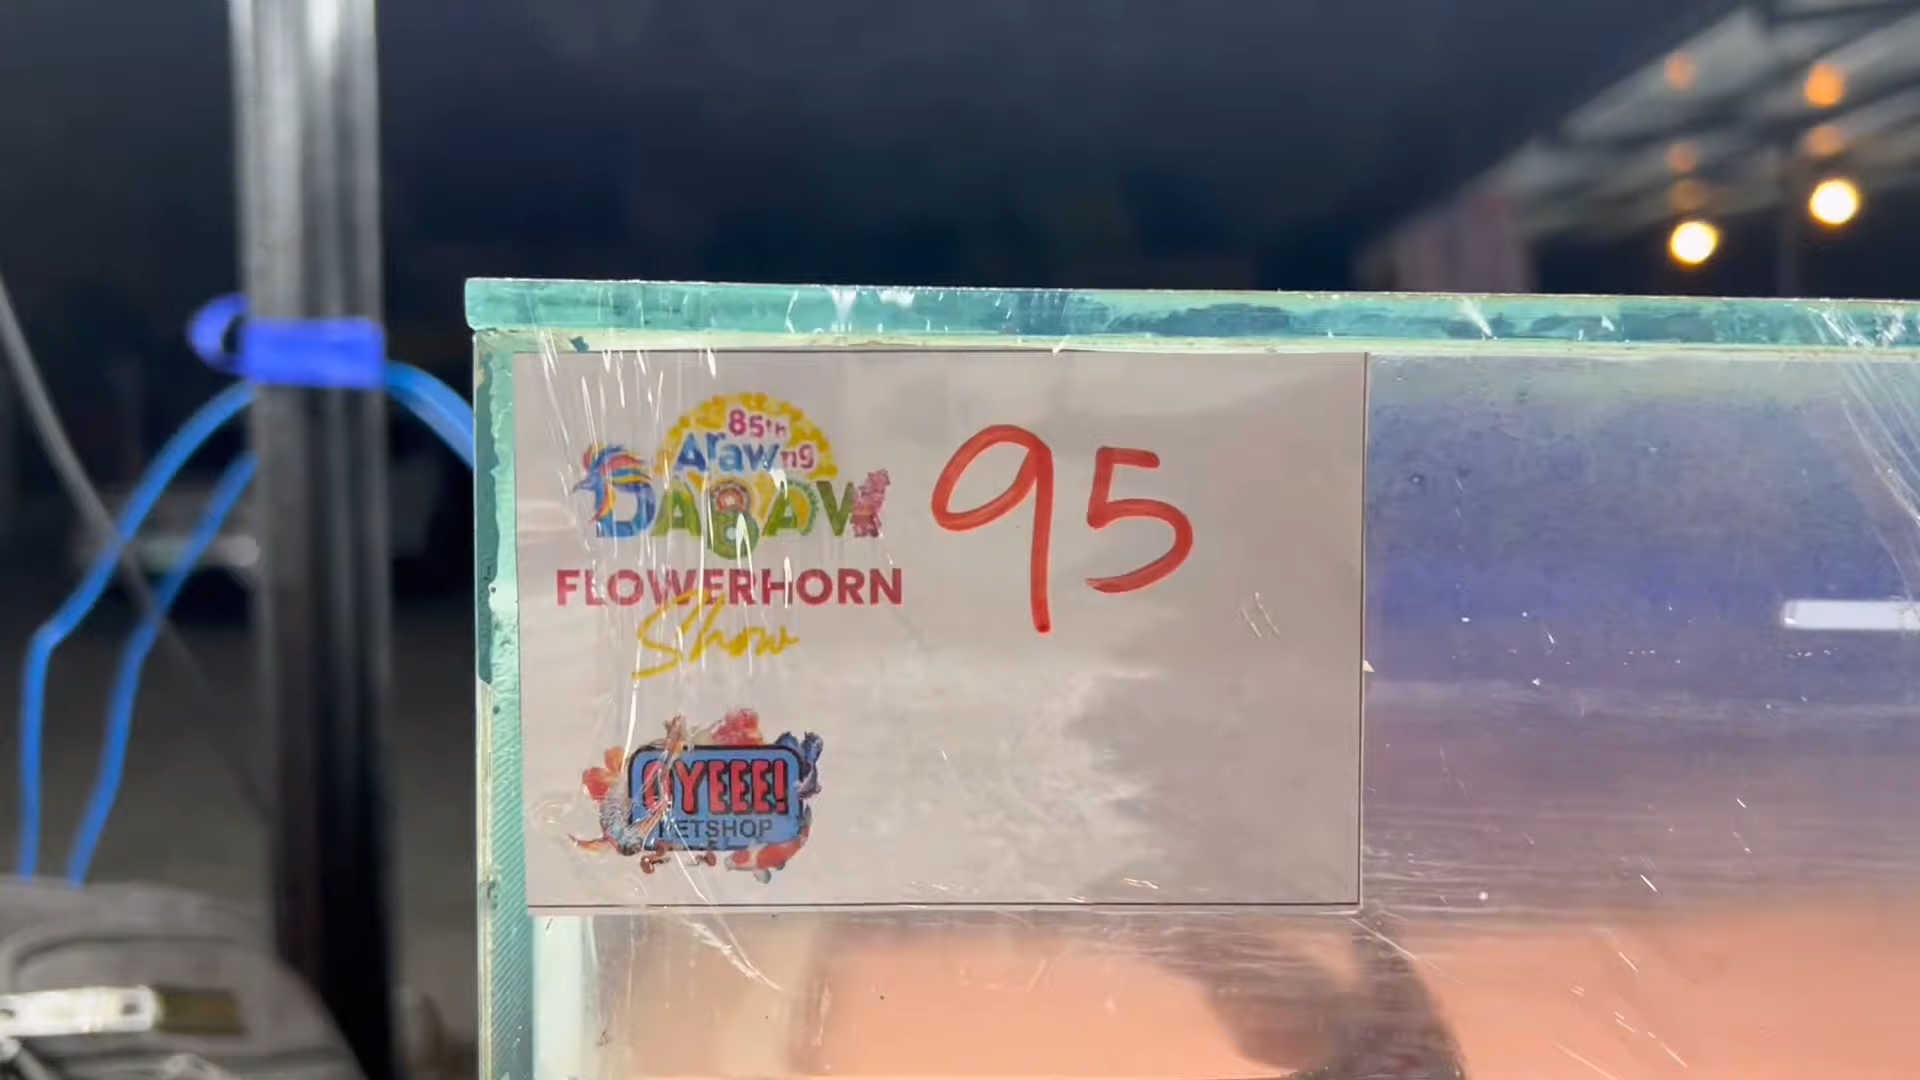 85th
Araw ng
DABAW
FLOWERHORN
Show
95
OYEEE!
PETSHOP